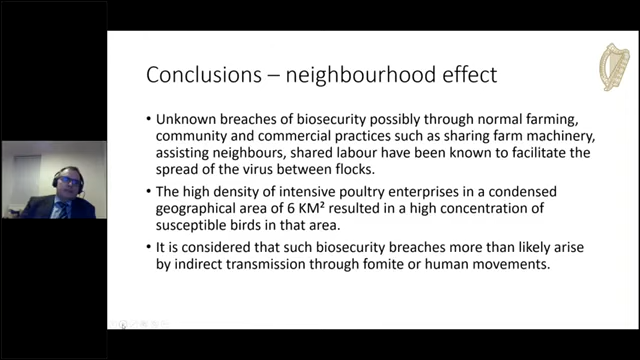 Conclusions – neighbourhood effect
• Unknown breaches of biosecurity possibly through normal farming,
community and commercial practices such as sharing farm machinery,
assisting neighbours, shared labour have been known to facilitate the
spread of the virus between flocks.
• The high density of intensive poultry enterprises in a condensed
geographical area of 6 KM² resulted in a high concentration of
susceptible birds in that area.
• It is considered that such biosecurity breaches more than likely arise
by indirect transmission through fomite or human movements.